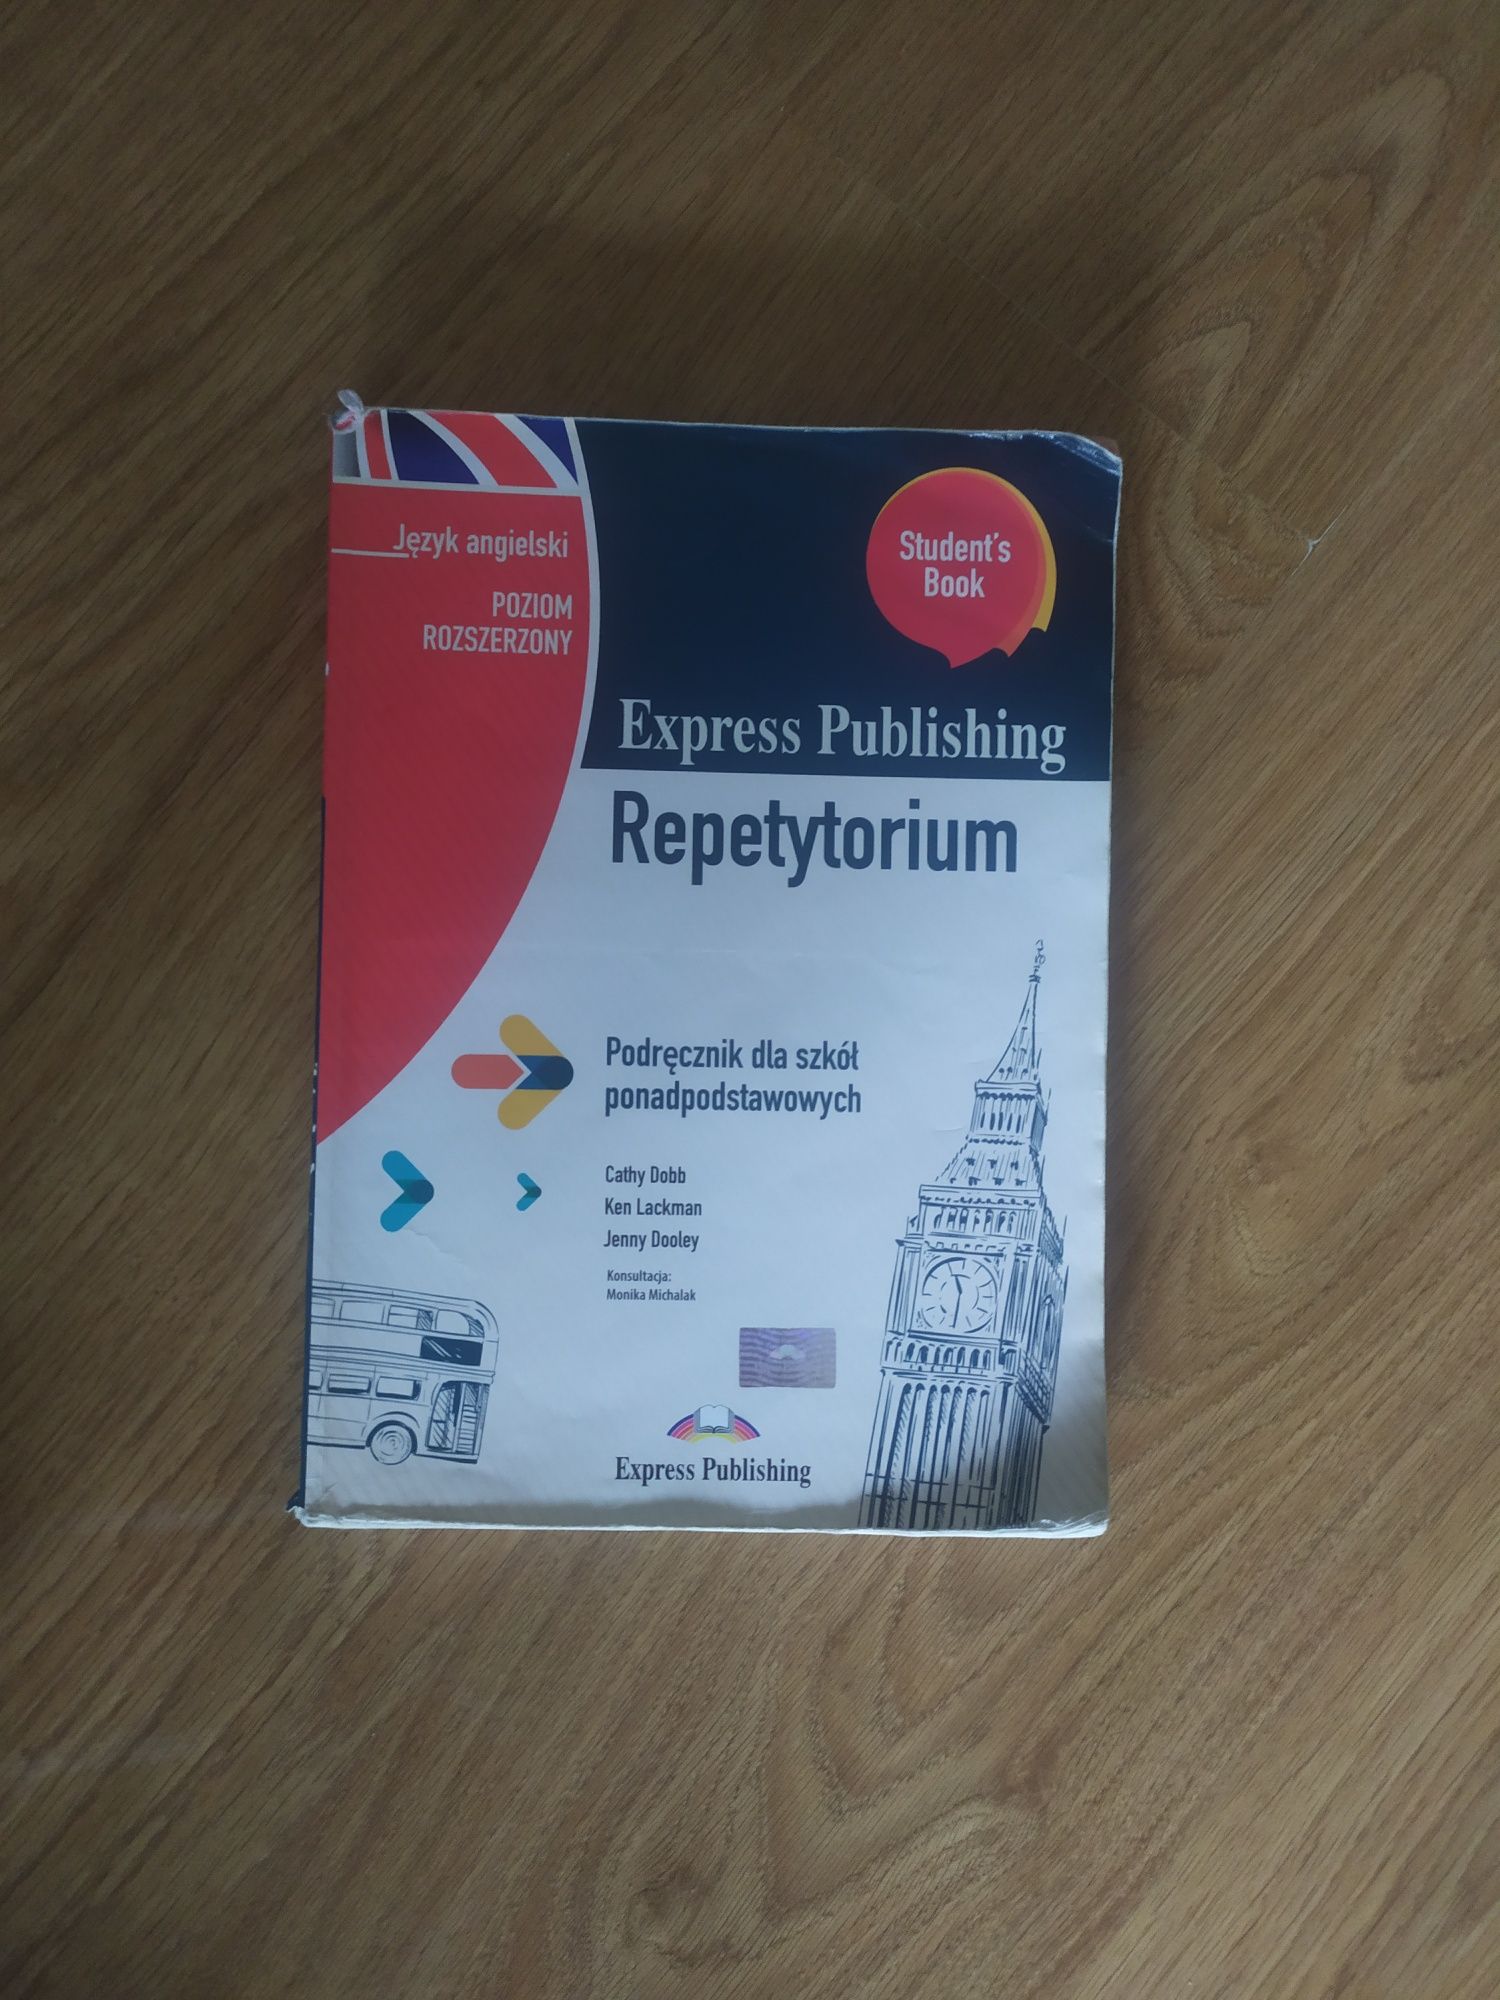 Język angielski
POZIOM
ROZSZERZONY
Student's
Book
Express Publishing
Repetytorium
Podręcznik dla szkół
ponadpodstawowych
Cathy Dobb
Ken Lackman
Jenny Dooley
Konsultacja:
Monika Michalak
Express Publishing